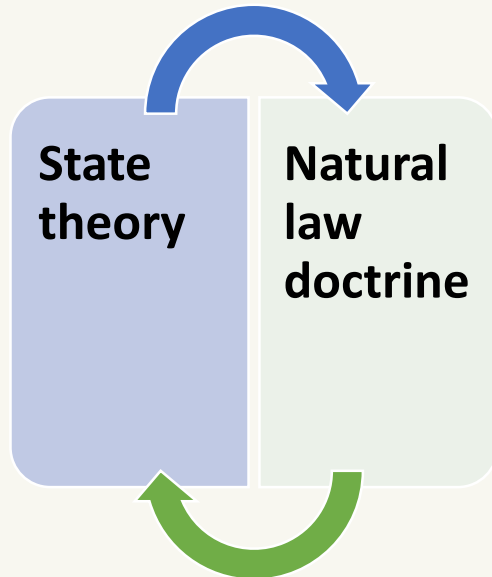 State
theory
Natural
law
doctrine